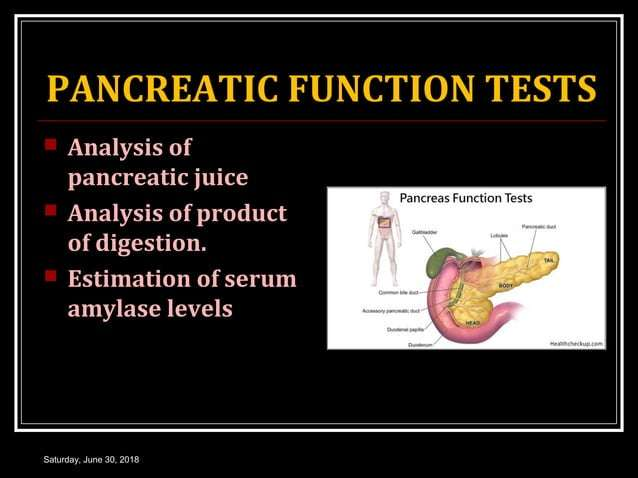 PANCREATIC FUNCTION TESTS
Analysis of
pancreatic juice
Analysis of product
of digestion.
Estimation of serum
amylase levels
Pancreas Function Tests
Gallbladder
Pancreatic duct
Lobules
TAIL
BODY
Common bile duct
Accessory pancreatic duct
Duodenal papilla
HEAD
Duodenum
Healthcheckup.com
Saturday, June 30, 2018